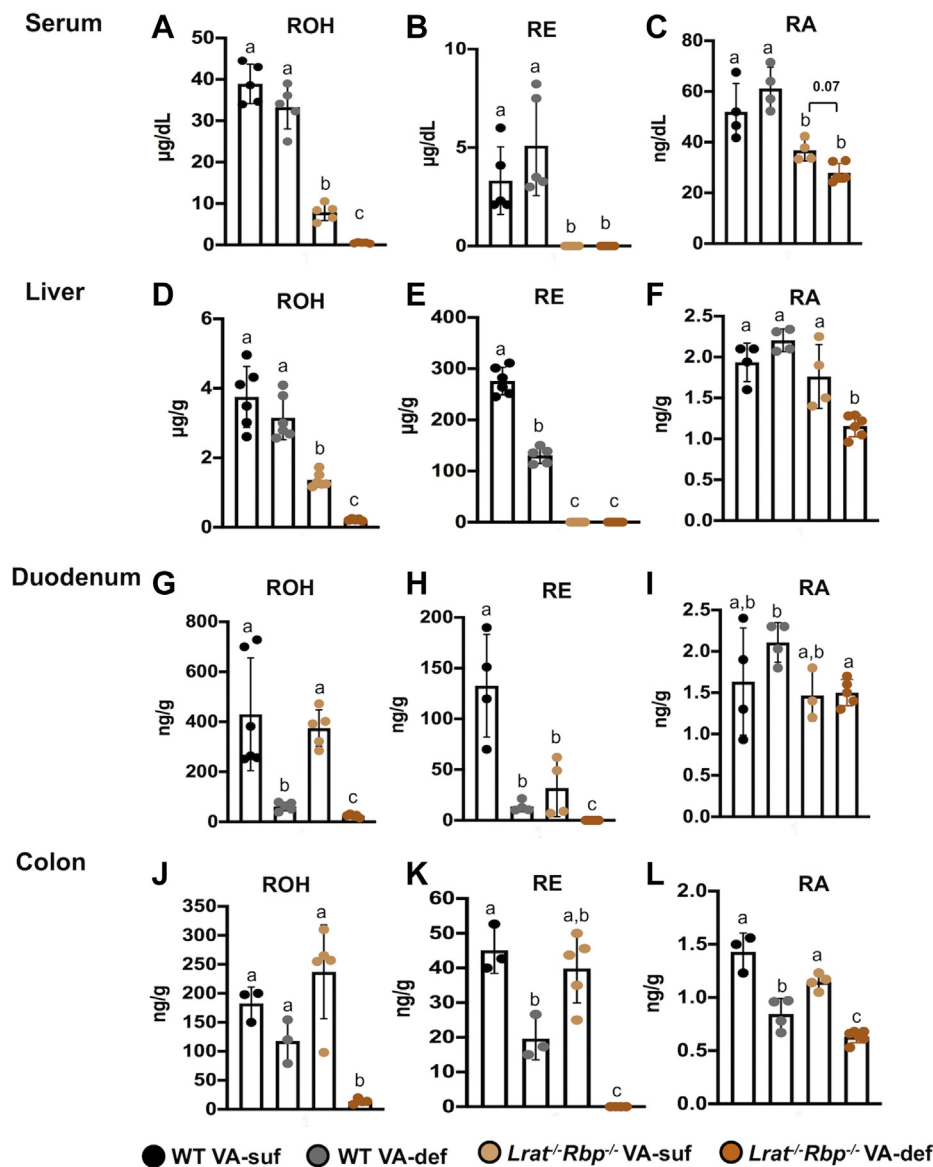 Serum
A ROH
B RE
C RA
µg/dL
50
40
30
20
10
0
a a b c
µg/dL
10
5
0
a a b b
ng/dL
100
80
60
40
20
0
a a b b
0.07
Liver
D ROH
E RE
F RA
µg/g
6
4
2
0
a a b c
µg/g
400
300
200
100
0
a b c c
ng/g
2.5
2.0
1.5
1.0
0.5
0.0
a a a b
Duodenum
G ROH
H RE
I RA
ng/g
800
600
400
200
0
a b a c
ng/g
200
150
100
50
0
a b b c
ng/g
2.5
2.0
1.5
1.0
0.5
0.0
a,b b a,b a
Colon
J ROH
K RE
L RA
ng/g
350
300
250
200
150
100
50
0
a a a b
ng/g
60
50
40
30
20
10
0
a b a,b c
ng/g
2.0
1.5
1.0
0.5
0.0
a b a c
WT VA-suf WT VA-def Lrat-/-Rbp-/- VA-suf Lrat-/-Rbp-/- VA-def